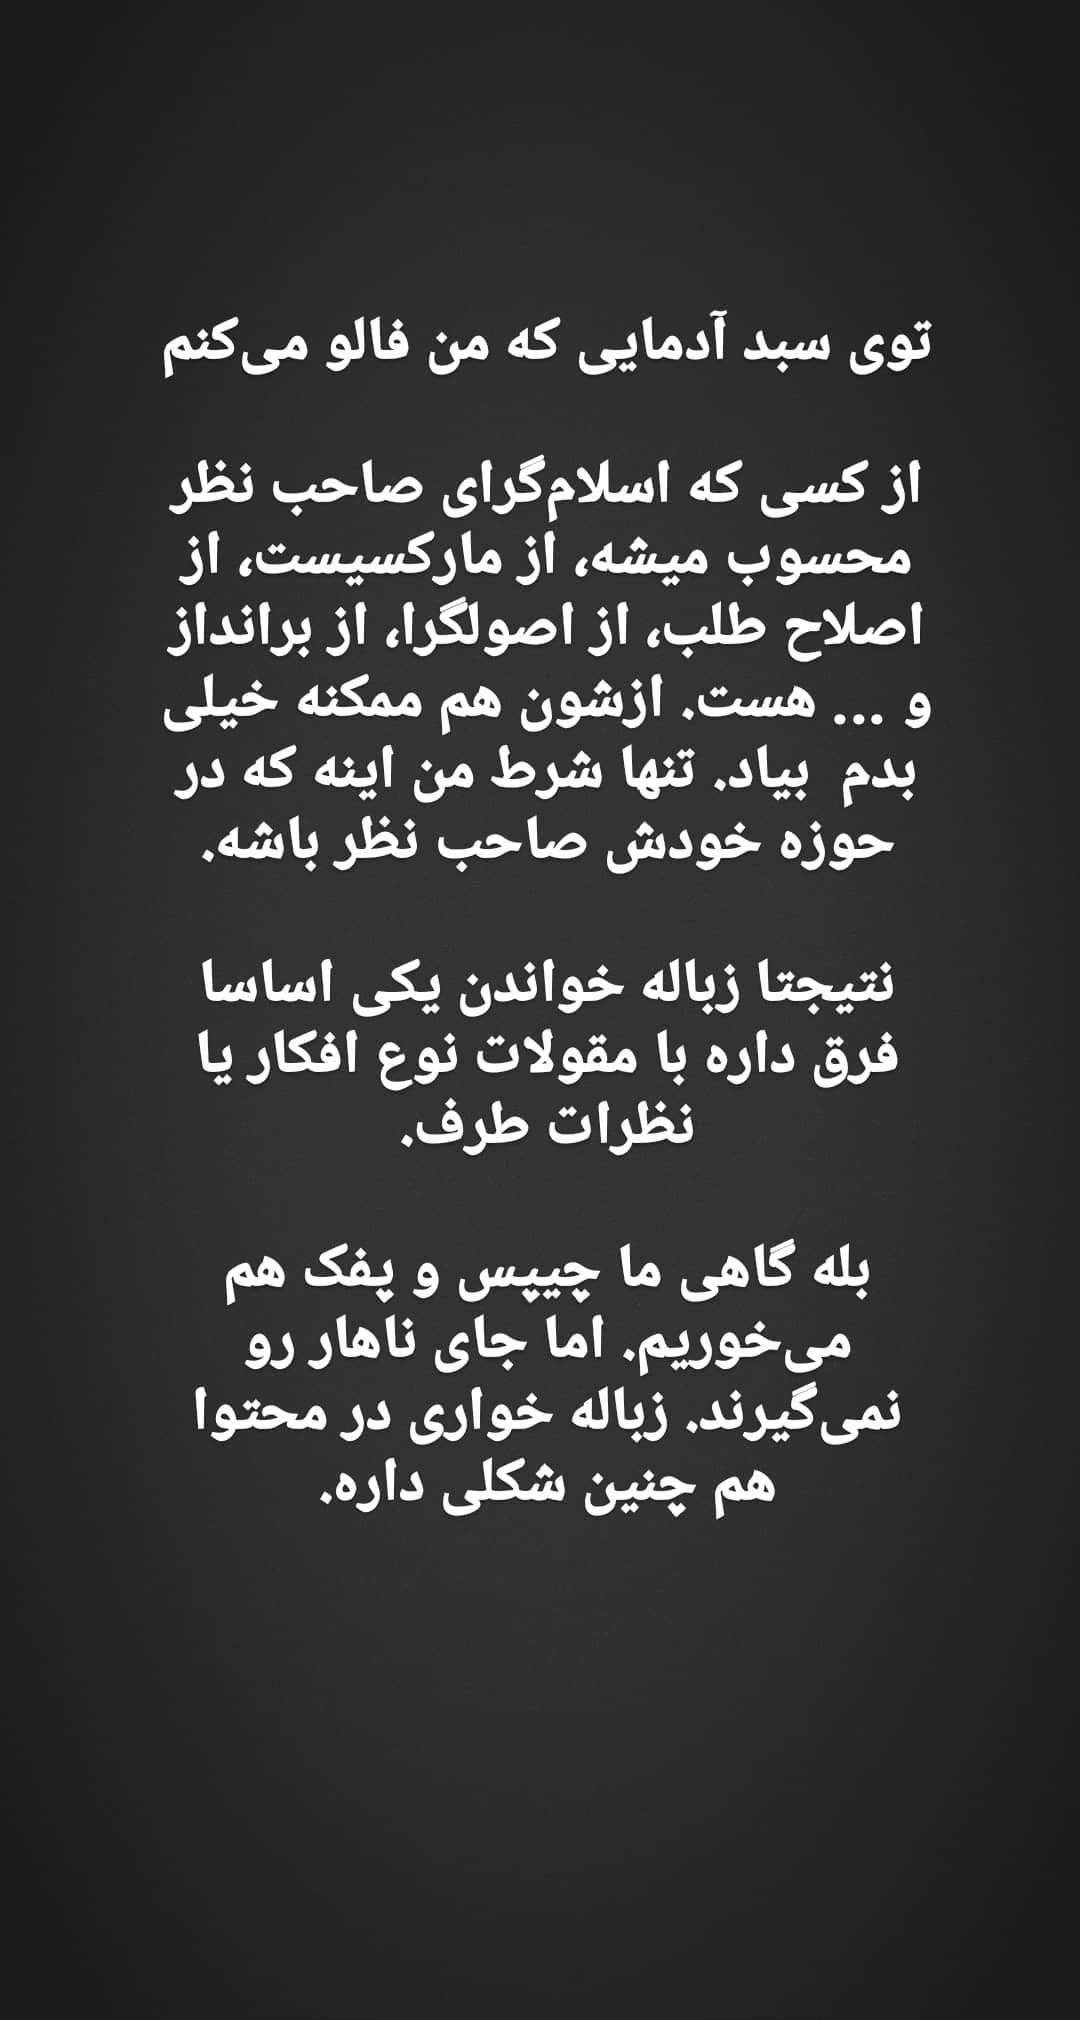 توی سبد آدمایی که من فالو می‌کنم
از کسی که اسلام‌گرای صاحب نظر
محسوب میشه، از مارکسیست، از
اصلاح طلب، از اصولگرا، از برانداز
و ... هست. ازشون هم ممکنه خیلی
بدم بیاد. تنها شرط من اینه که در
حوزه خودش صاحب نظر باشه.
نتیجتا زباله خواندن یکی اساسا
فرق داره با مقولات نوع افکار یا
نظرات طرف.
بله گاهی ما چیپس و پفک هم
می‌خوریم. اما جای ناهار رو
نمی‌گیرند. زباله خواری در محتوا
هم چنین شکلی داره.